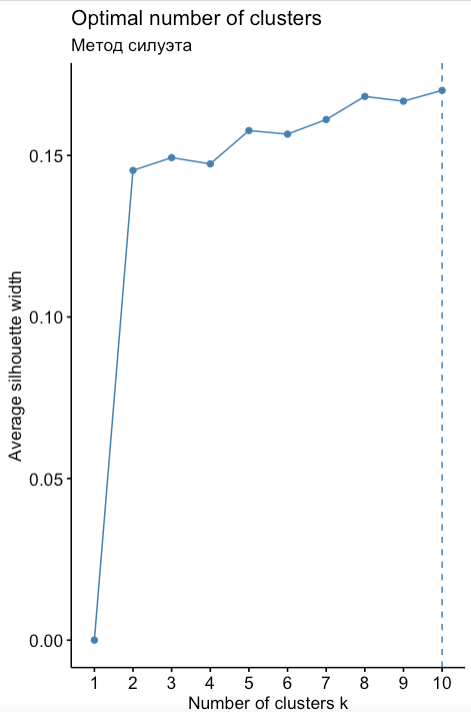 Optimal number of clusters
Метод силуэта
Average silhouette width
0.15
0.10
0.05
0.00
1 2 3 4 5 6 7 8 9 10
Number of clusters k